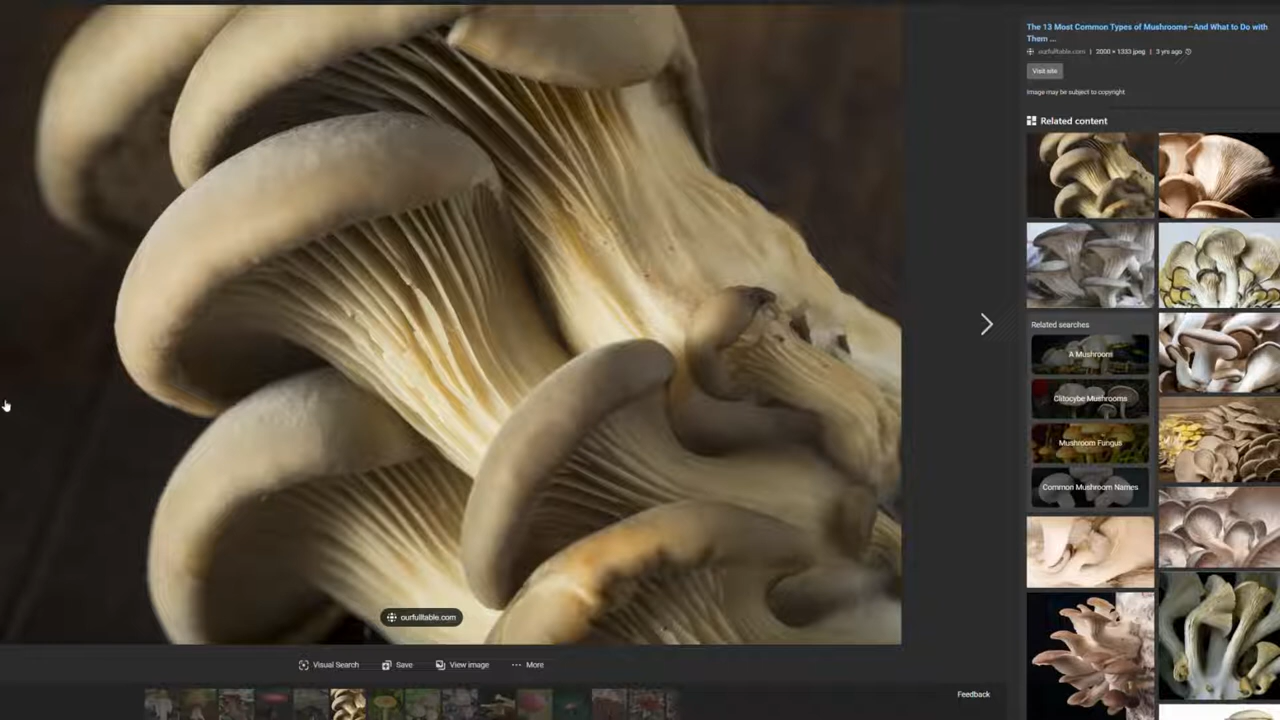 The 13 Most Common Types of Mushrooms—And What to Do with
Them ...
ourfulltable.com | 2000 × 1333 jpeg | 3 yrs ago
Visit site
Image may be subject to copyright
Related content
Related searches
A Mushroom
Clitocybe Mushrooms
Mushroom Fungus
Common Mushroom Names
ourfulltable.com
Visual Search
Save
View image
More
Feedback